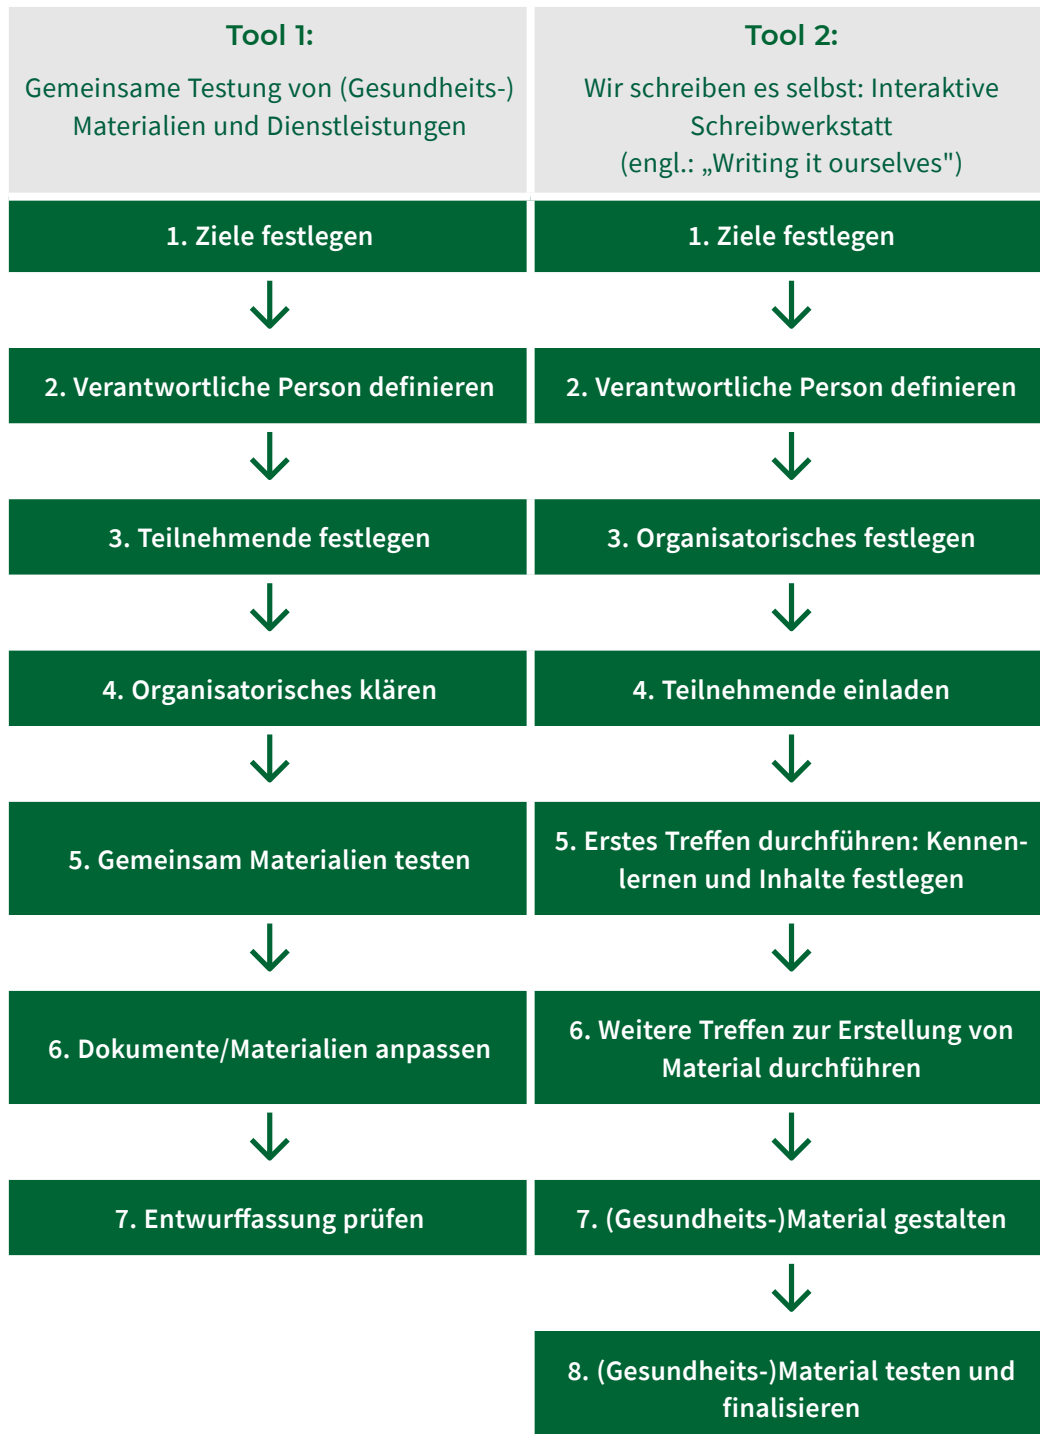 Tool 1:
Gemeinsame Testung von (Gesundheits-)
Materialien und Dienstleistungen
1. Ziele festlegen
2. Verantwortliche Person definieren
3. Teilnehmende festlegen
4. Organisatorisches klären
5. Gemeinsam Materialien testen
6. Dokumente/Materialien anpassen
7. Entwurffassung prüfen
Tool 2:
Wir schreiben es selbst: Interaktive
Schreibwerkstatt
(engl.: „Writing it ourselves")
1. Ziele festlegen
2. Verantwortliche Person definieren
3. Organisatorisches festlegen
4. Teilnehmende einladen
5. Erstes Treffen durchführen: Kennen-
lernen und Inhalte festlegen
6. Weitere Treffen zur Erstellung von
Material durchführen
7. (Gesundheits-)Material gestalten
8. (Gesundheits-)Material testen und
finalisieren